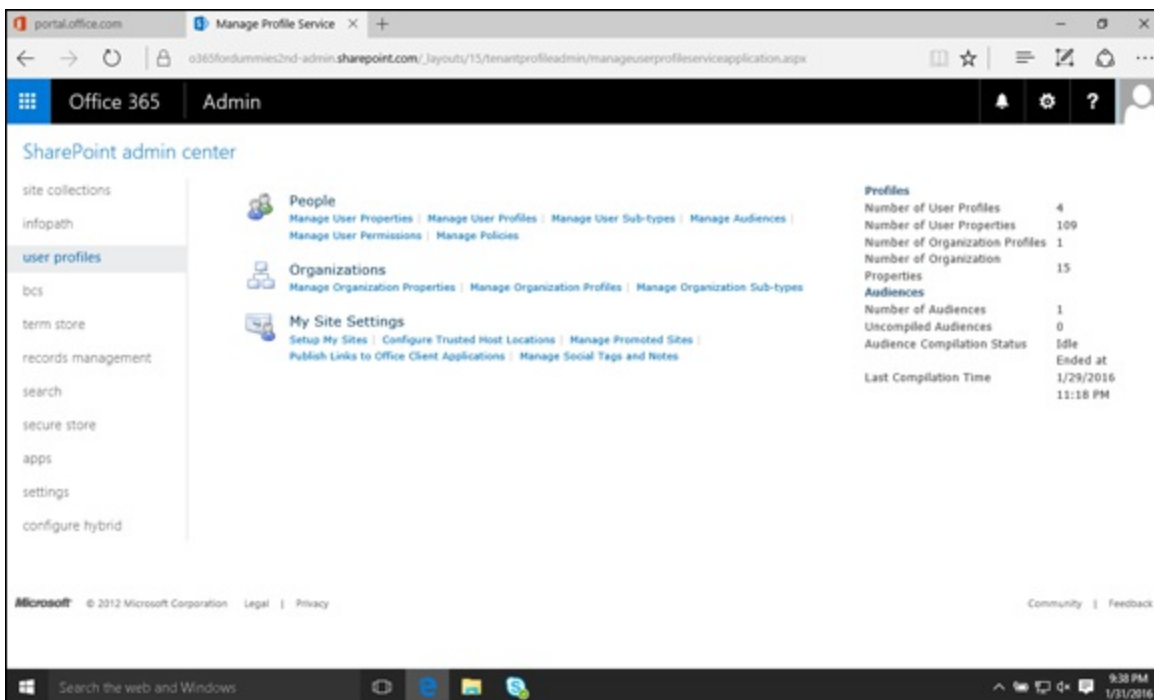 portal.office.com
Manage Profile Service
o365fordummies2nd-admin.sharepoint.com/_layouts/15/tenantprofileadmin/manageuserprofileserviceapplication.aspx
Office 365 Admin
SharePoint admin center
site collections
infopath
user profiles
bcs
term store
records management
search
secure store
apps
settings
configure hybrid
People
Manage User Properties | Manage User Profiles | Manage User Sub-types | Manage Audiences |
Manage User Permissions | Manage Policies
Organizations
Manage Organization Properties | Manage Organization Profiles | Manage Organization Sub-types
My Site Settings
Setup My Sites | Configure Trusted Host Locations | Manage Promoted Sites |
Publish Links to Office Client Applications | Manage Social Tags and Notes
Profiles
Number of User Profiles 4
Number of User Properties 109
Number of Organization Profiles 1
Number of Organization
Properties 15
Audiences
Number of Audiences 1
Uncompiled Audiences 0
Audience Compilation Status Idle
Ended at
Last Compilation Time 1/29/2016
11:18 PM
Microsoft © 2012 Microsoft Corporation Legal | Privacy
Community | Feedback
Search the web and Windows
9:38 PM
1/31/2016